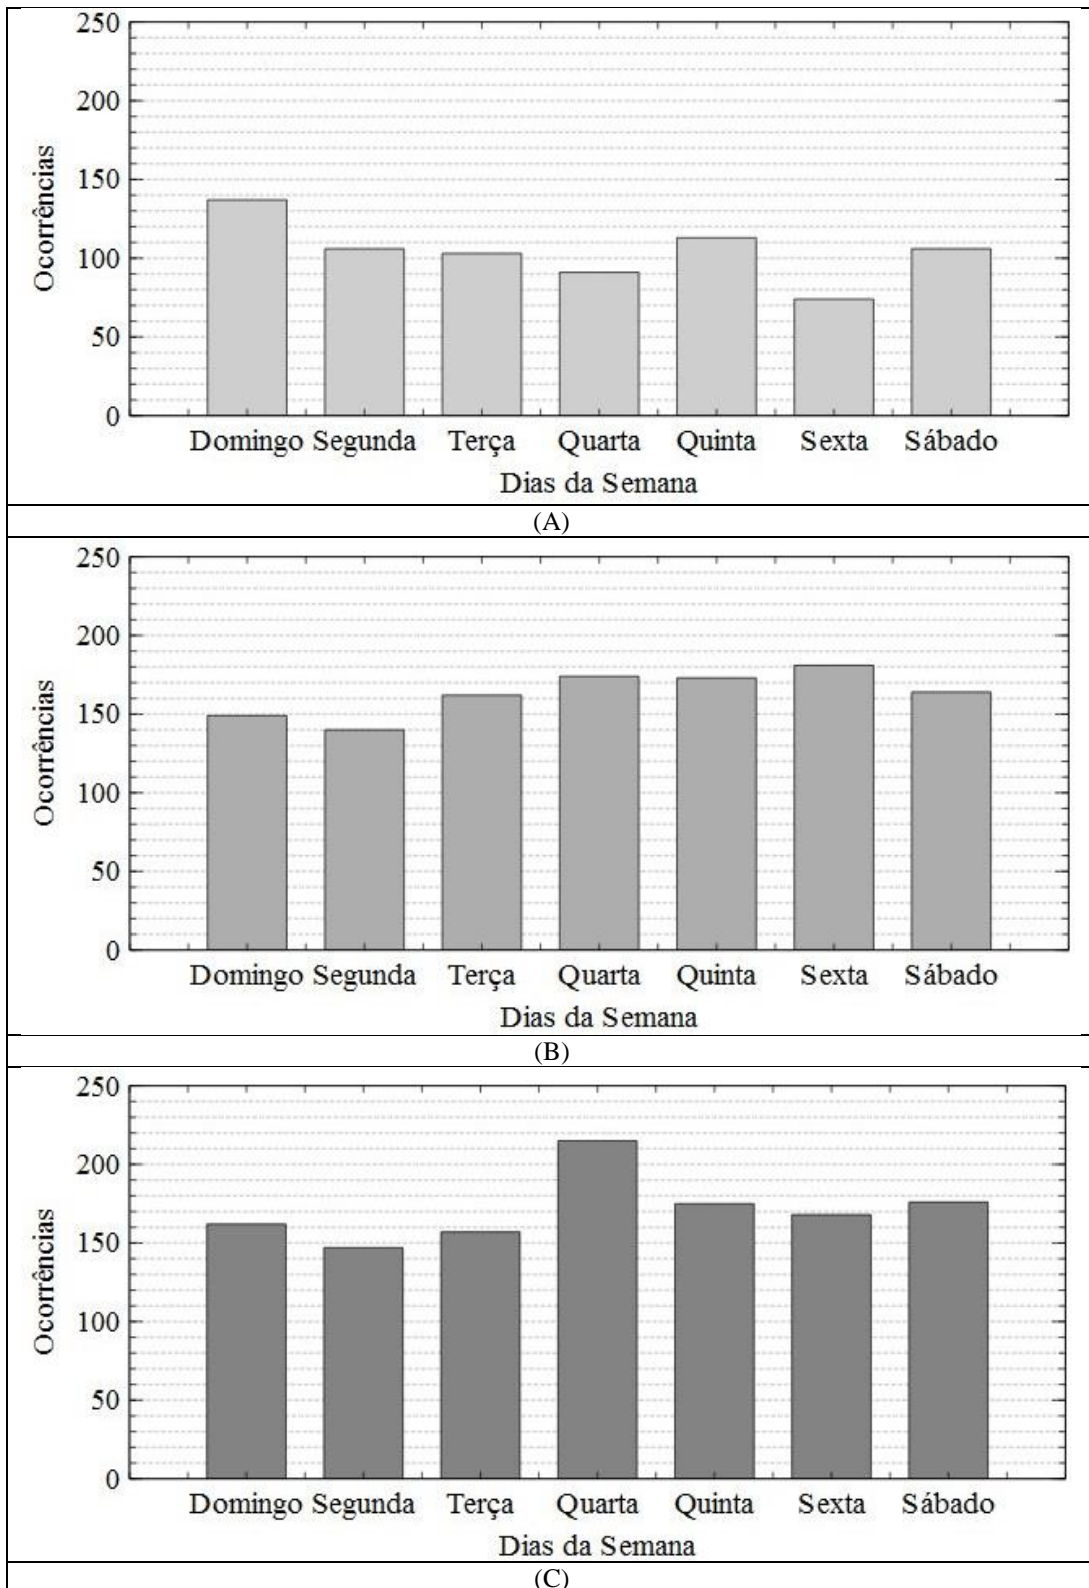 250
200
150
100
50
0
Ocorrências
Domingo Segunda Terça Quarta Quinta Sexta Sábado
Dias da Semana
(A)
250
200
150
100
50
0
Ocorrências
Domingo Segunda Terça Quarta Quinta Sexta Sábado
Dias da Semana
(B)
250
200
150
100
50
0
Ocorrências
Domingo Segunda Terça Quarta Quinta Sexta Sábado
Dias da Semana
(C)